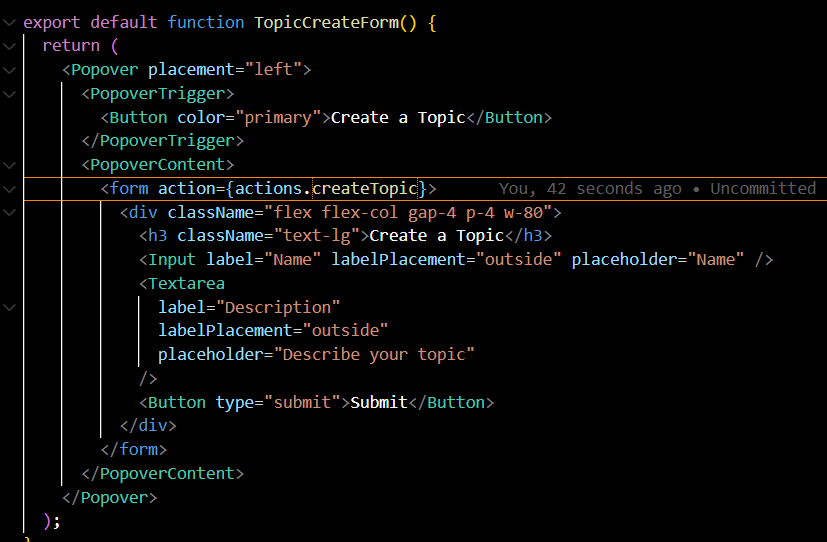 export default function TopicCreateForm() {
return (
<Popover placement="left">
<PopoverTrigger>
<Button color="primary">Create a Topic</Button>
</PopoverTrigger>
<PopoverContent>
<form action={actions.createTopic}> You, 42 seconds ago • Uncommitted
<div className="flex flex-col gap-4 p-4 w-80">
<h3 className="text-lg">Create a Topic</h3>
<Input label="Name" labelPlacement="outside" placeholder="Name" />
<Textarea
label="Description"
labelPlacement="outside"
placeholder="Describe your topic"
/>
<Button type="submit">Submit</Button>
</div>
</form>
</PopoverContent>
</Popover>
);
}